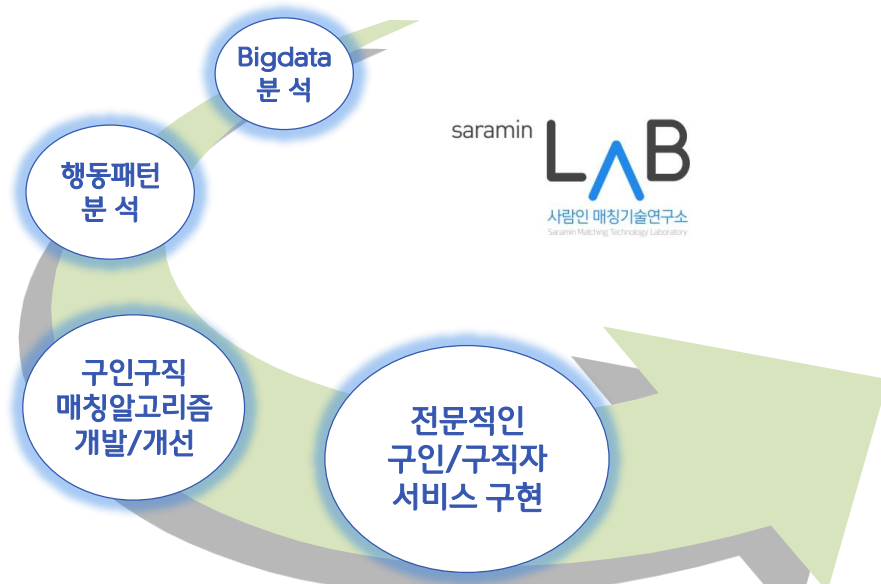 Bigdata
분 석
행동패턴
분 석
구인구직
매칭알고리즘
개발/개선
전문적인
구인/구직자
서비스 구현
saramin
LAB
사람인 매칭기술연구소
Saramin Matching Technology Laboratory